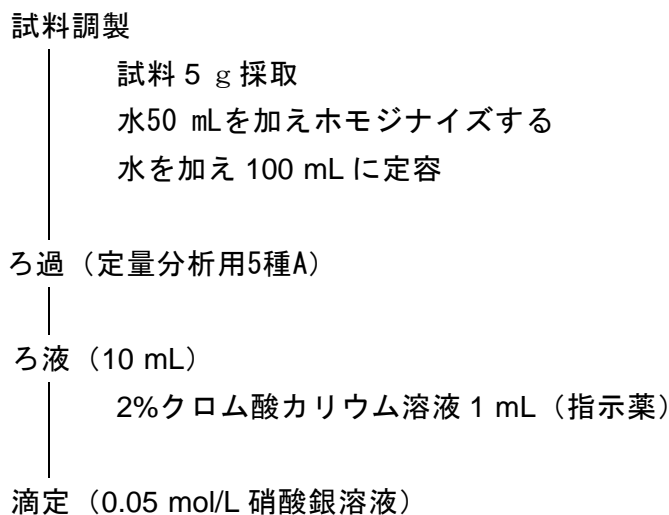 試料調製
試料 5 ｇ採取
水50 mLを加えホモジナイズする
水を加え 100 mL に定容
ろ過（定量分析用5種A）
ろ液（10 mL）
2%クロム酸カリウム溶液 1 mL（指示薬）
滴定（0.05 mol/L 硝酸銀溶液）